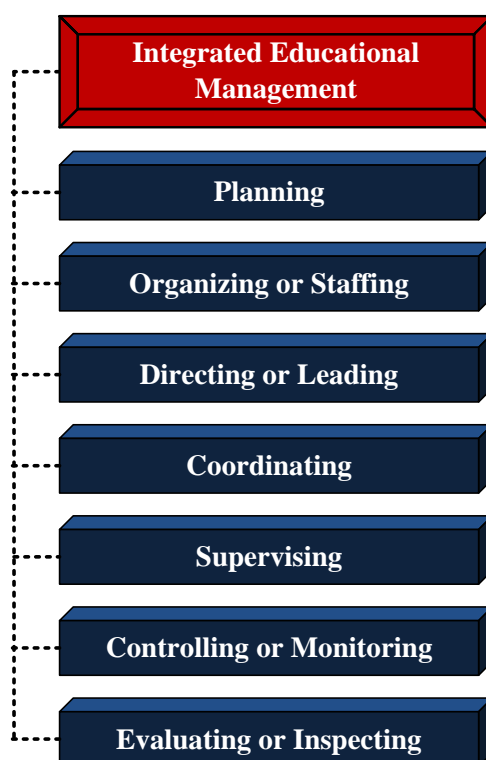 Integrated Educational
Management
Planning
Organizing or Staffing
Directing or Leading
Coordinating
Supervising
Controlling or Monitoring
Evaluating or Inspecting